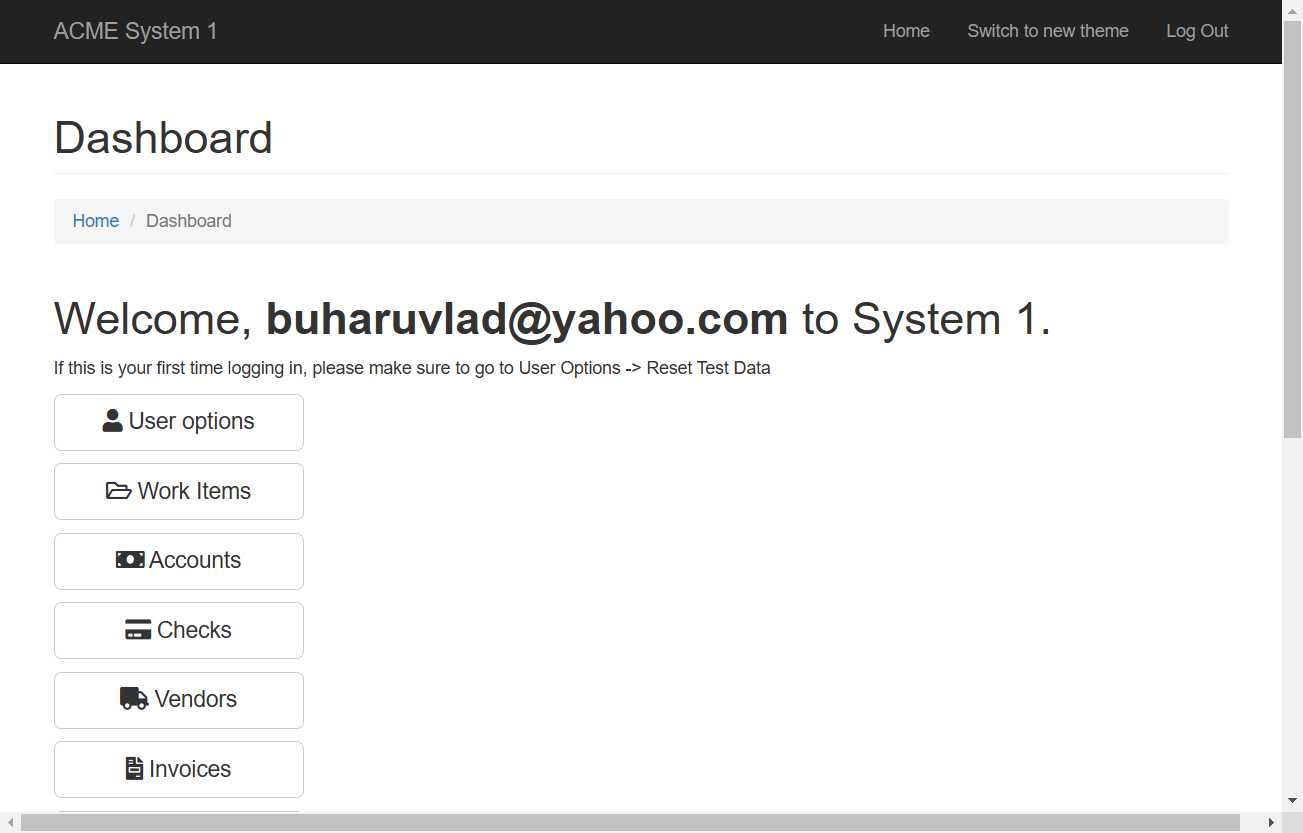 ACME System 1
Home
Switch to new theme
Log Out
Dashboard
Home / Dashboard
Welcome, buharuvlad@yahoo.com to System 1.
If this is your first time logging in, please make sure to go to User Options -> Reset Test Data
User options
Work Items
Accounts
Checks
Vendors
Invoices